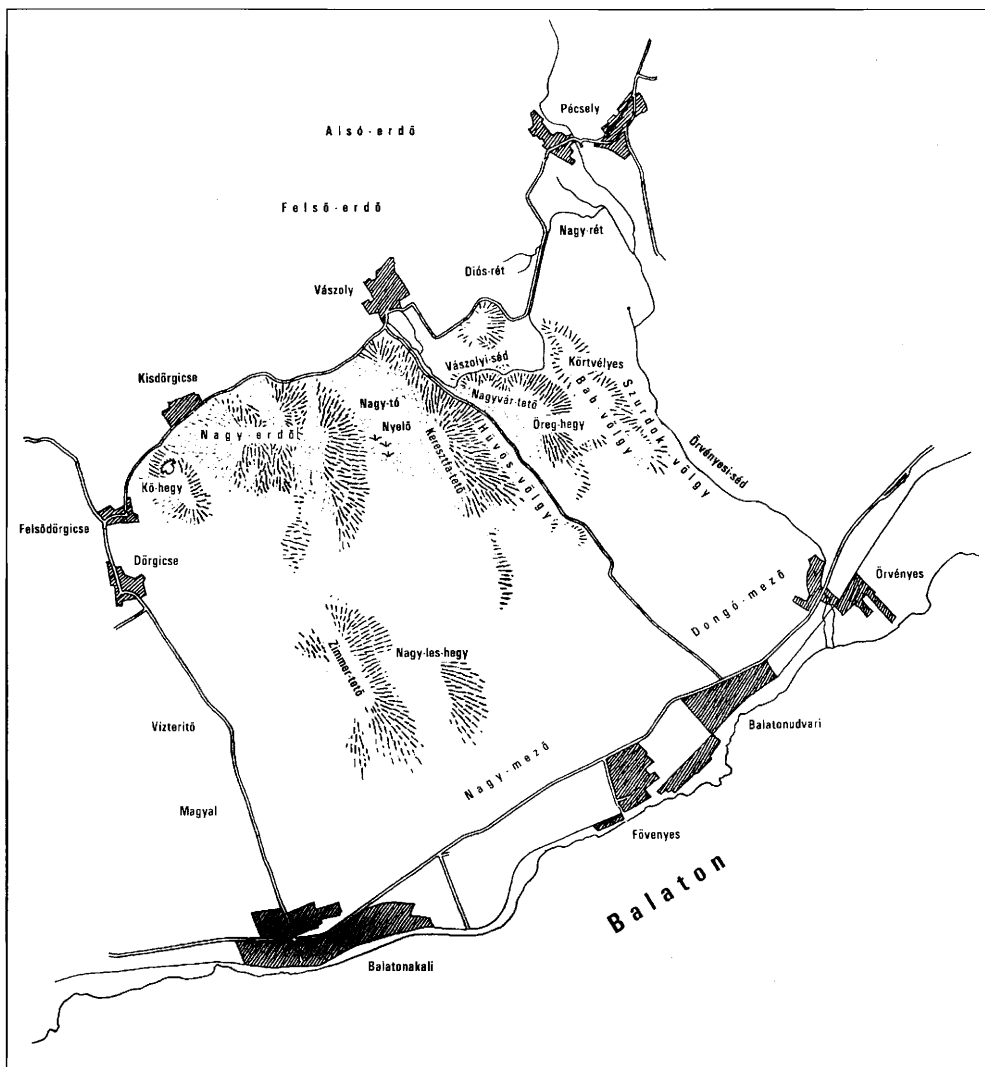 Pécsely
Alsó-erdő
Felső-erdő
Nagy-rét
Diós-rét
Vászoly
Vászolyi-séd
Körtvélyes
Kisdörgicse
Nagy-tó
Nagyvár-tető
Bab-völgy
Szurdok-völgy
Nyelő
Öreg-hegy
Nagy-erdő
Keresztfa-tető
Hűvös-völgy
Örvényesi-séd
Kő-hegy
Felsődörgicse
Dörgicse
Örvényes
Dongó-mező
Nagy-les-hegy
Zimmer-tető
Vízterítő
Balatonudvari
Nagy-mező
Magyal
Fövenyes
Balaton
Balatonakali